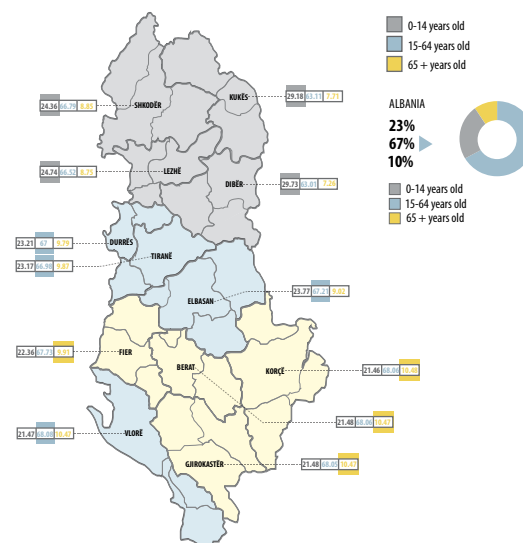 0-14 years old
15-64 years old
65 + years old
ALBANIA
23%
67%
10%
0-14 years old
15-64 years old
65 + years old
SHKODËR
24.36 66.79 8.85
KUKËS
29.18 63.11 7.71
LEZHË
24.74 66.52 8.75
DIBËR
29.73 63.01 7.26
DURRËS
23.21 67 9.79
TIRANË
23.17 66.98 9.87
ELBASAN
23.77 67.21 9.02
FIER
22.36 67.73 9.91
BERAT
21.48 68.06 10.47
KORÇË
21.46 68.06 10.48
VLORË
21.47 68.08 10.47
GJIROKASTËR
21.48 68.05 10.47